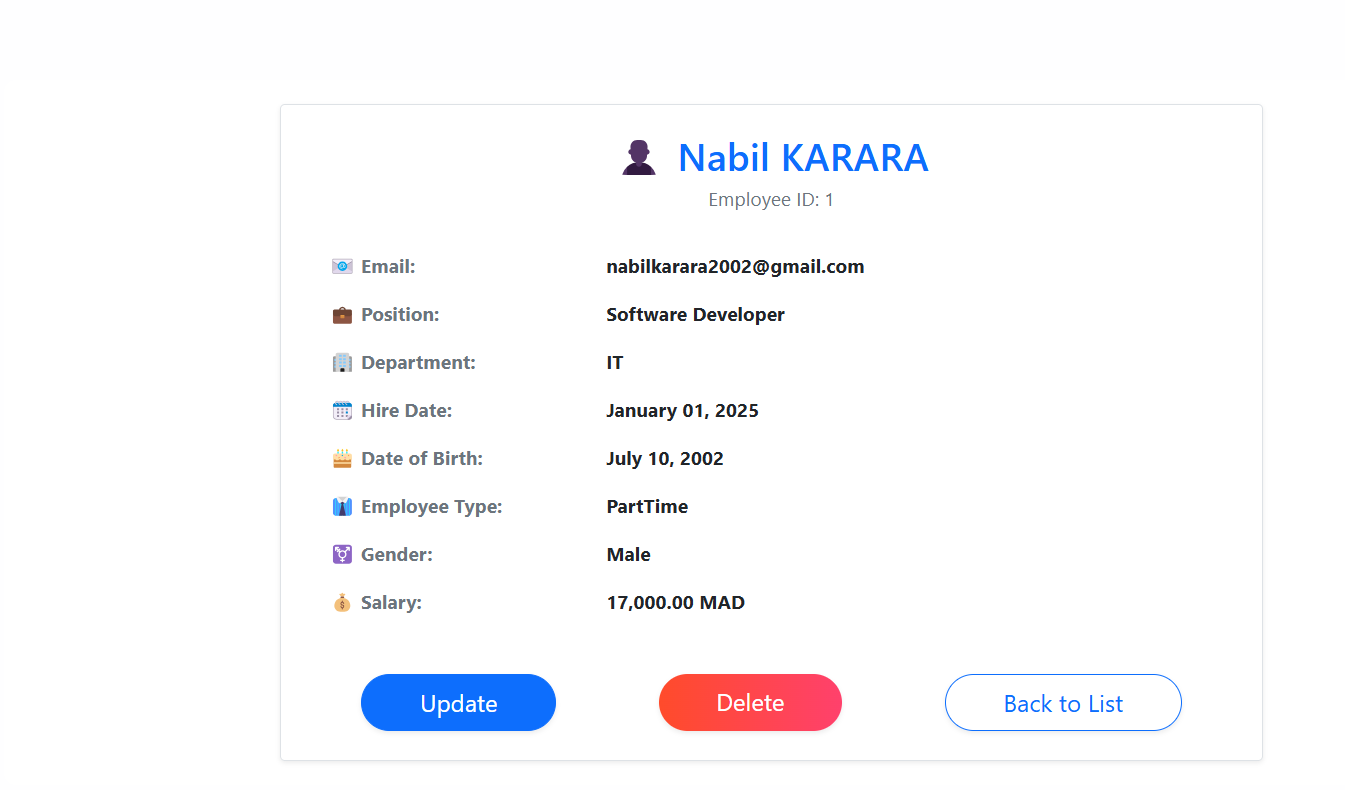 Nabil KARARA
Employee ID: 1
Email: nabilkarara2002@gmail.com
Position: Software Developer
Department: IT
Hire Date: January 01, 2025
Date of Birth: July 10, 2002
Employee Type: PartTime
Gender: Male
Salary: 17,000.00 MAD
Update Delete Back to List